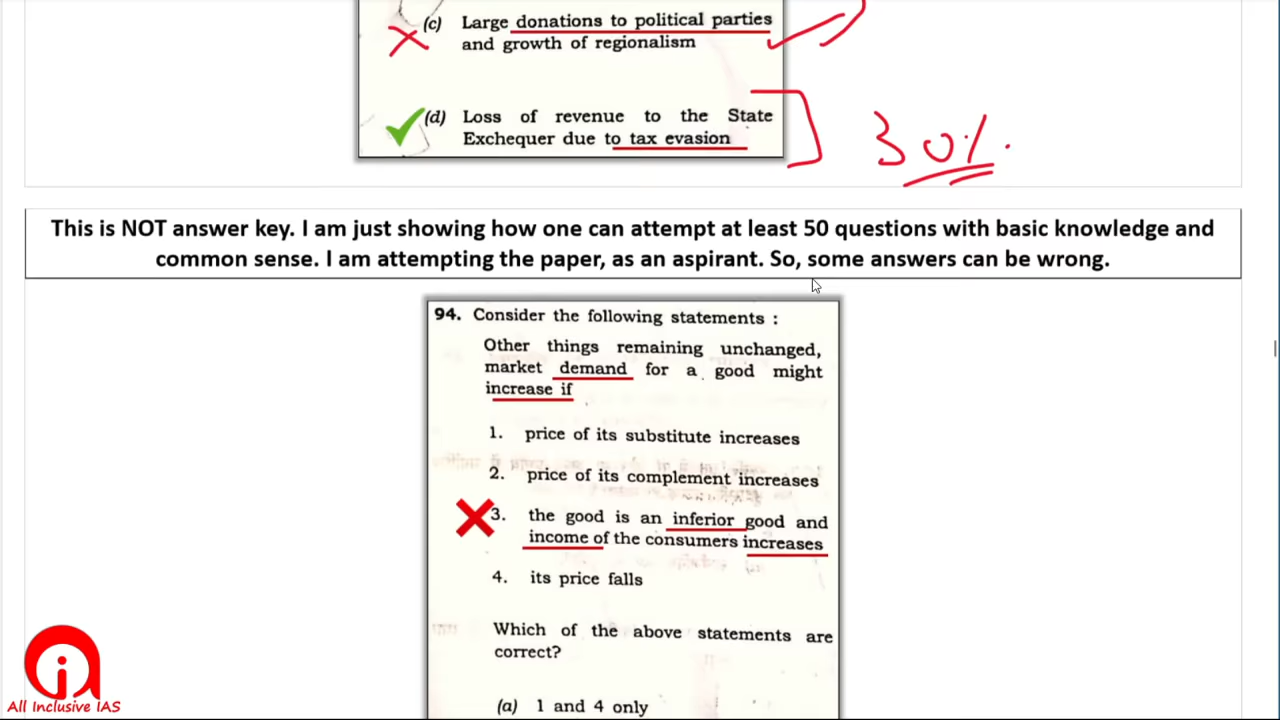 (c) Large donations to political parties
and growth of regionalism
(d) Loss of revenue to the State
Exchequer due to tax evasion
30%.
This is NOT answer key. I am just showing how one can attempt at least 50 questions with basic knowledge and
common sense. I am attempting the paper, as an aspirant. So, some answers can be wrong.
94. Consider the following statements :
Other things remaining unchanged,
market demand for a good might
increase if
1. price of its substitute increases
2. price of its complement increases
3. the good is an inferior good and
income of the consumers increases
4. its price falls
Which of the above statements are
correct?
(a) 1 and 4 only
All Inclusive IAS